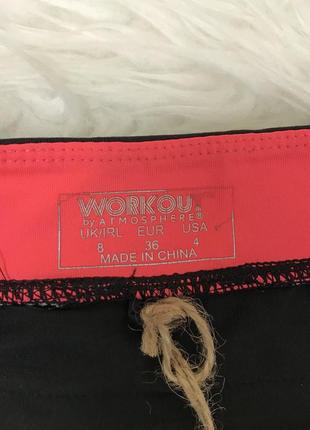 WORKOU
by ATMOSPHERE®
UK/IRL EUR USA
8 36 4
MADE IN CHINA